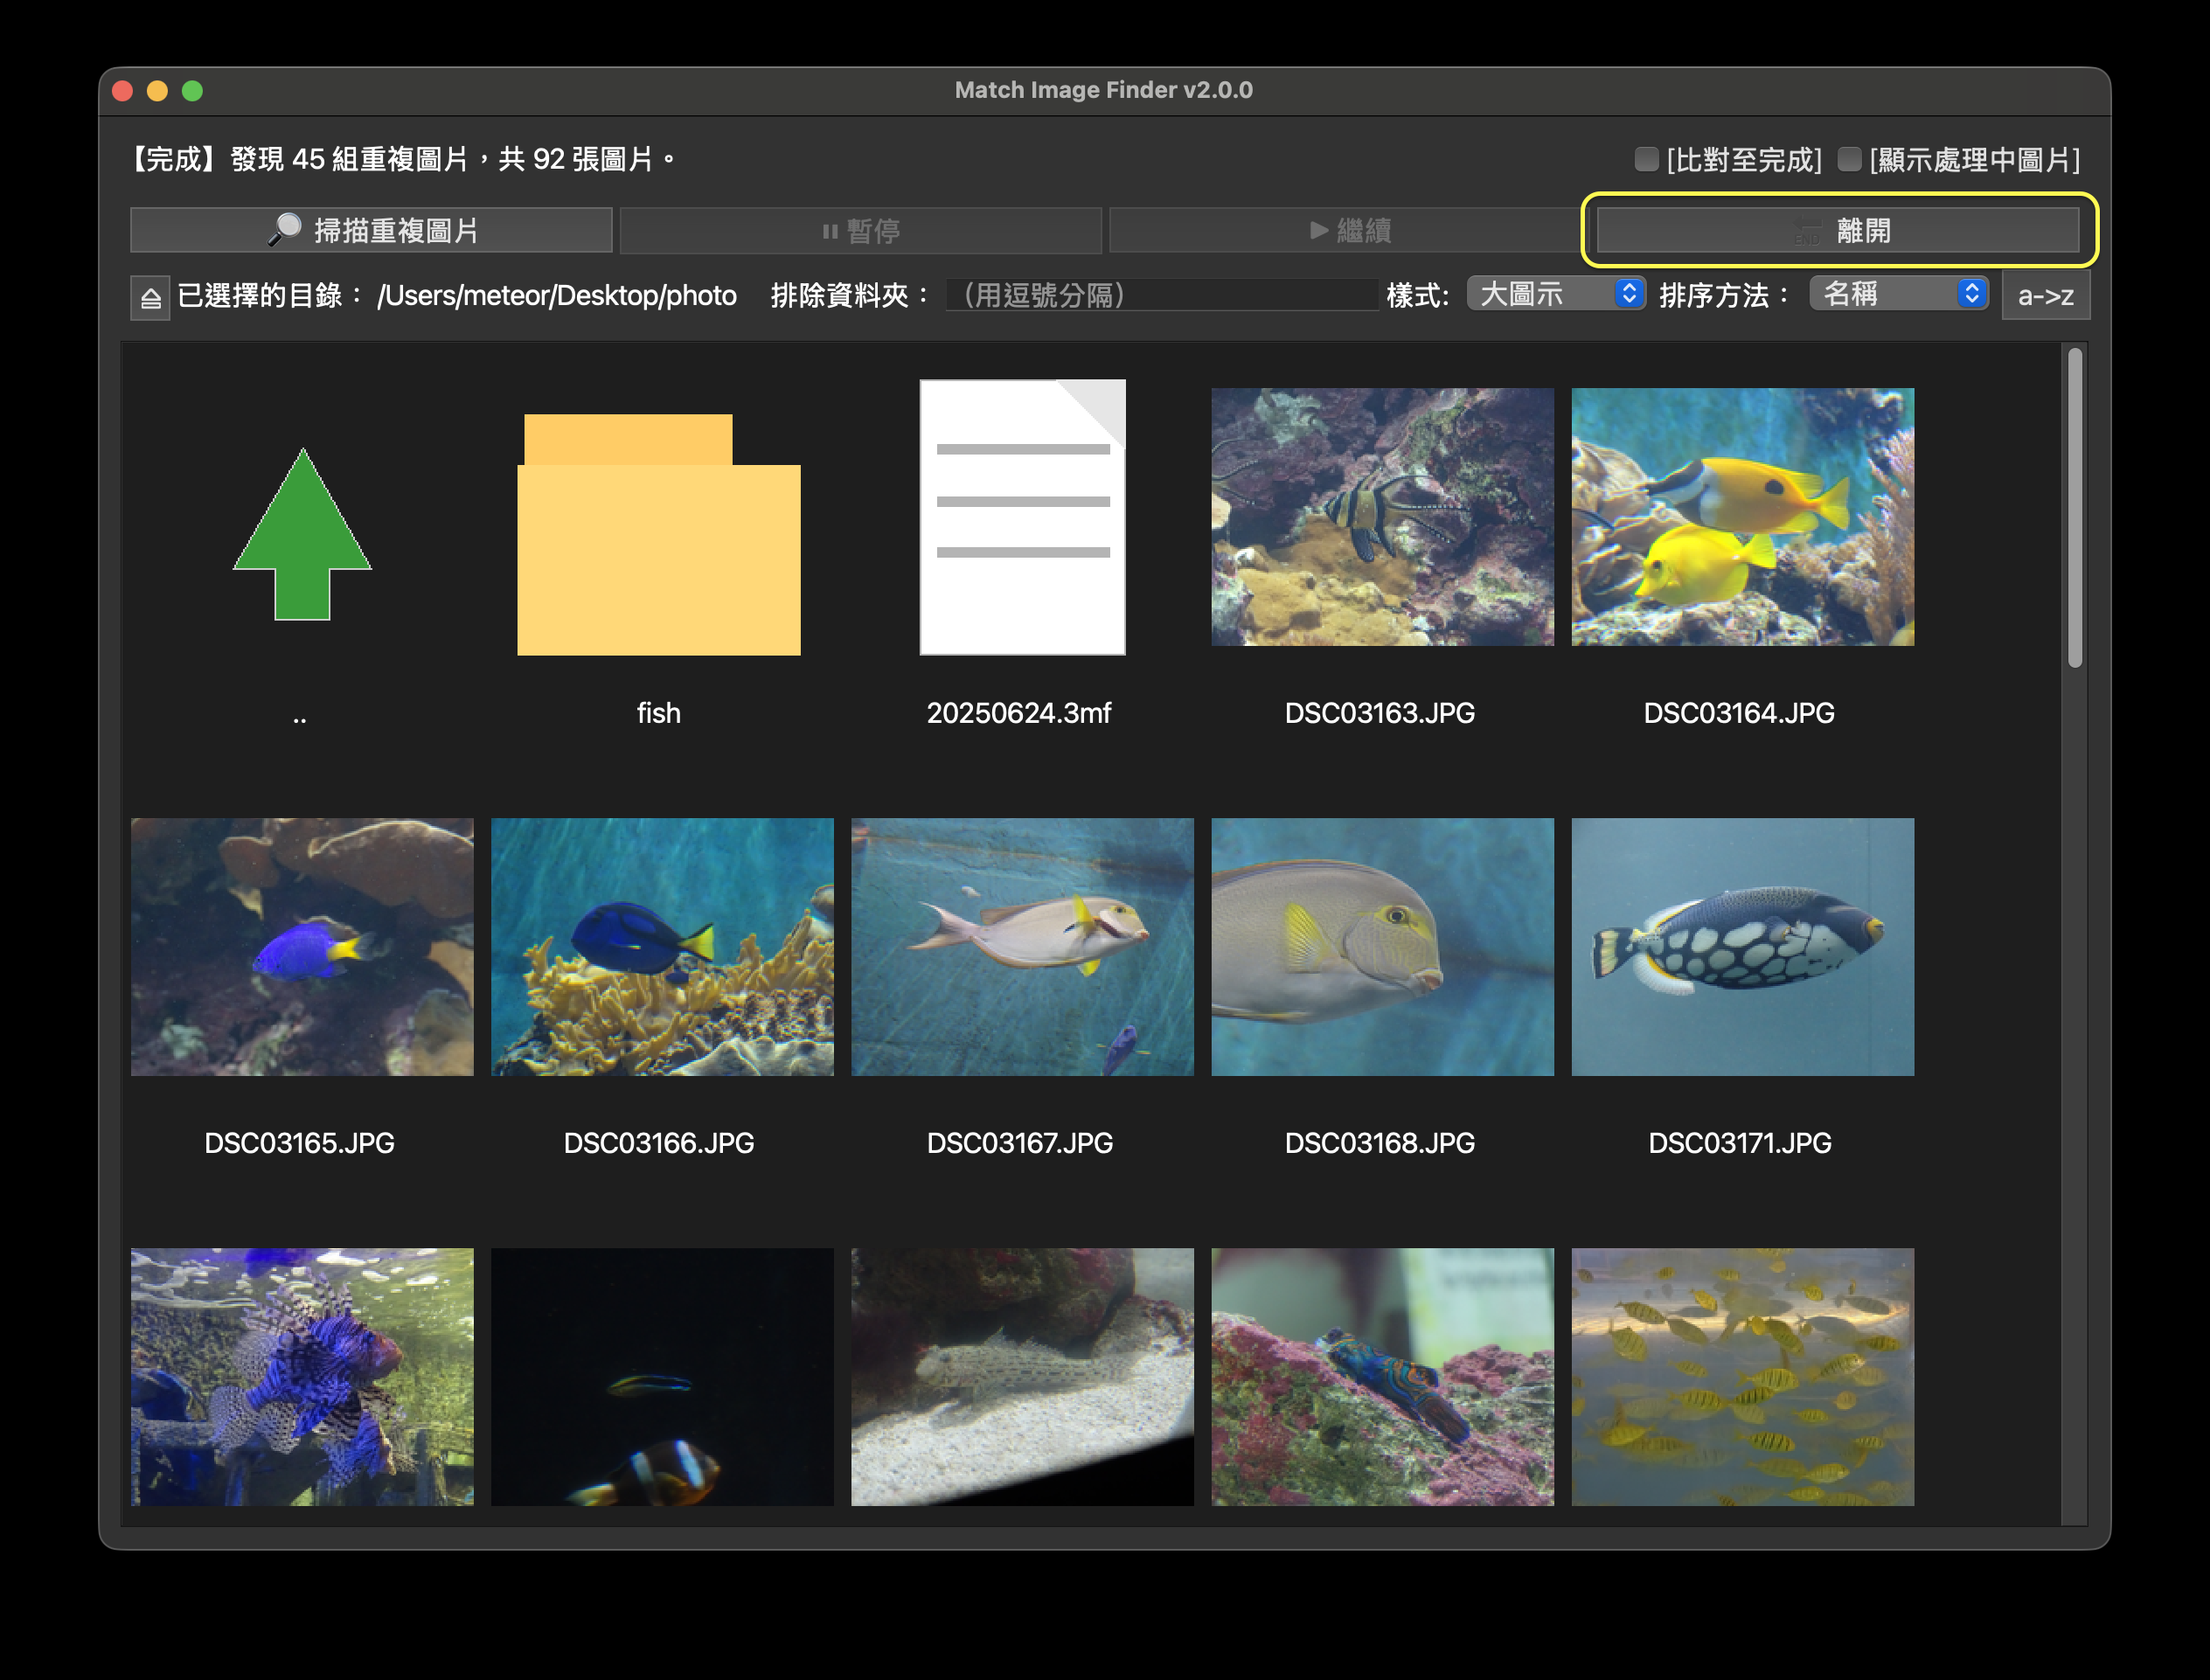 Match Image Finder v2.0.0
【完成】發現 45 組重複圖片，共 92 張圖片。
[比對至完成] [顯示處理中圖片]
掃描重複圖片 暫停 繼續 END 離開
已選擇的目錄： /Users/meteor/Desktop/photo 排除資料夾： （用逗號分隔） 樣式: 大圖示 排序方法： 名稱 a->z
.. fish 20250624.3mf DSC03163.JPG DSC03164.JPG
DSC03165.JPG DSC03166.JPG DSC03167.JPG DSC03168.JPG DSC03171.JPG